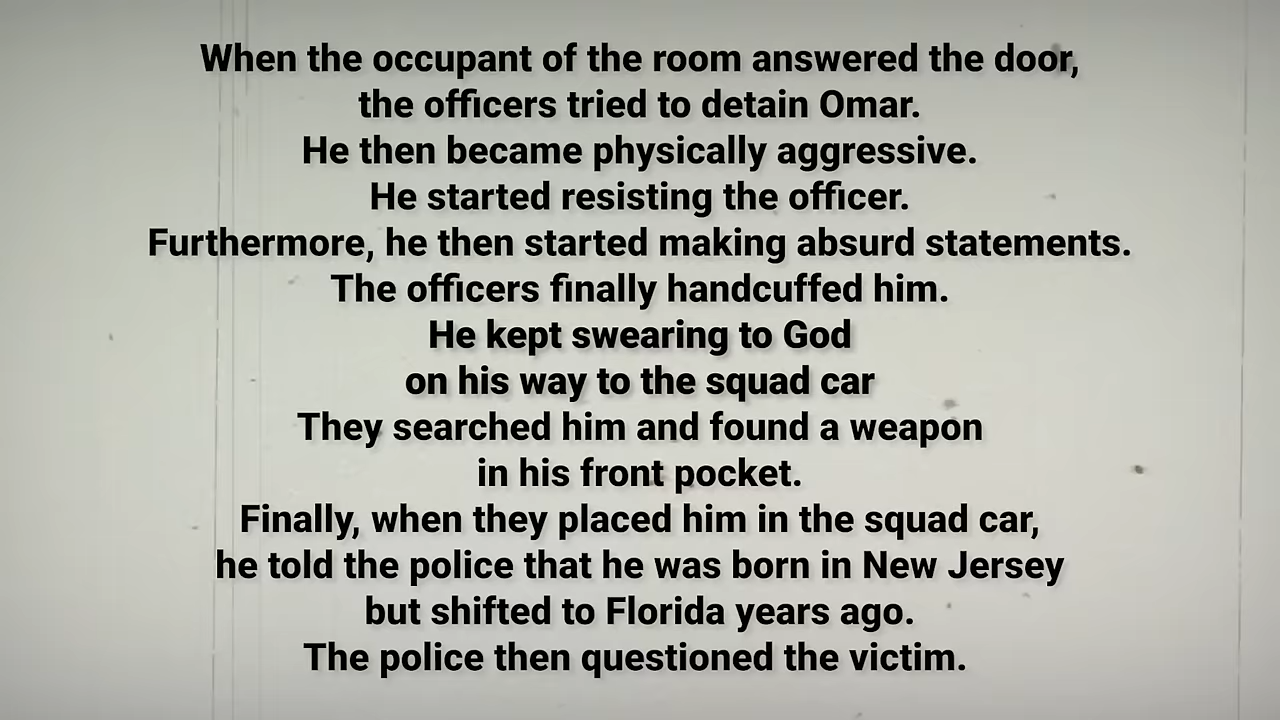 When the occupant of the room answered the door,
the officers tried to detain Omar.
He then became physically aggressive.
He started resisting the officer.
Furthermore, he then started making absurd statements.
The officers finally handcuffed him.
He kept swearing to God
on his way to the squad car
They searched him and found a weapon
in his front pocket.
Finally, when they placed him in the squad car,
he told the police that he was born in New Jersey
but shifted to Florida years ago.
The police then questioned the victim.